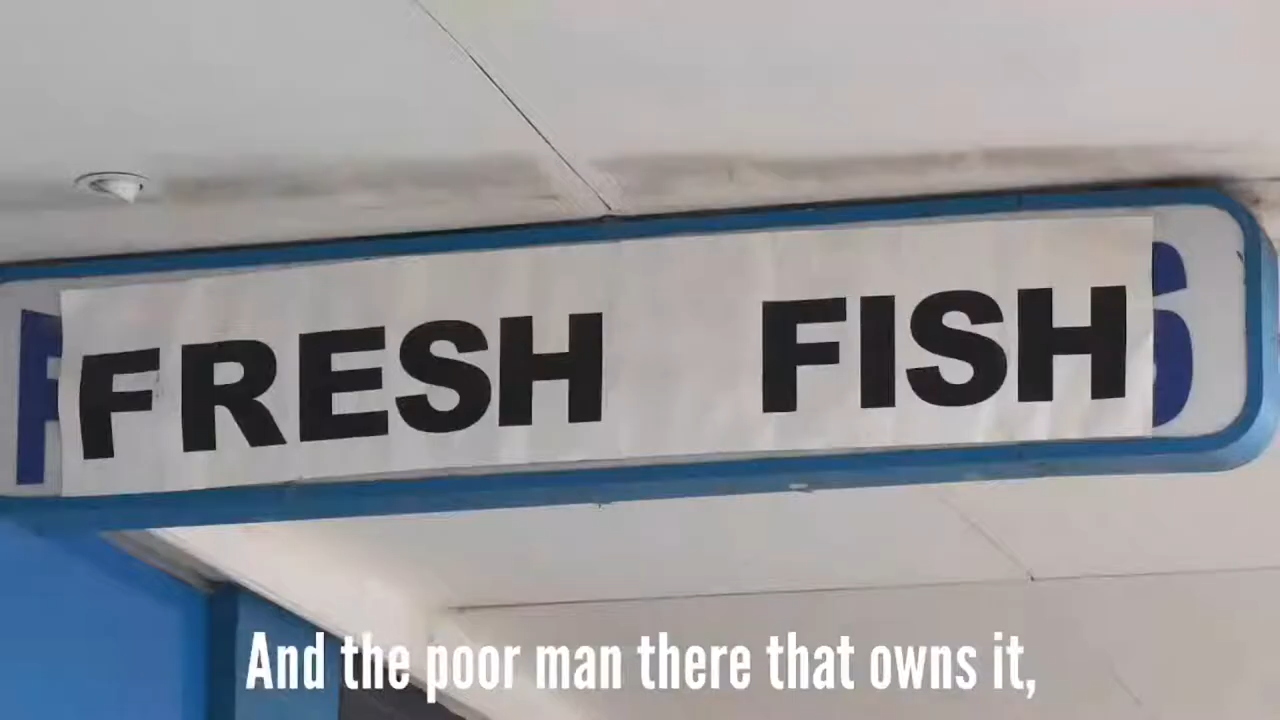 FRESH FISH
And the poor man there that owns it,